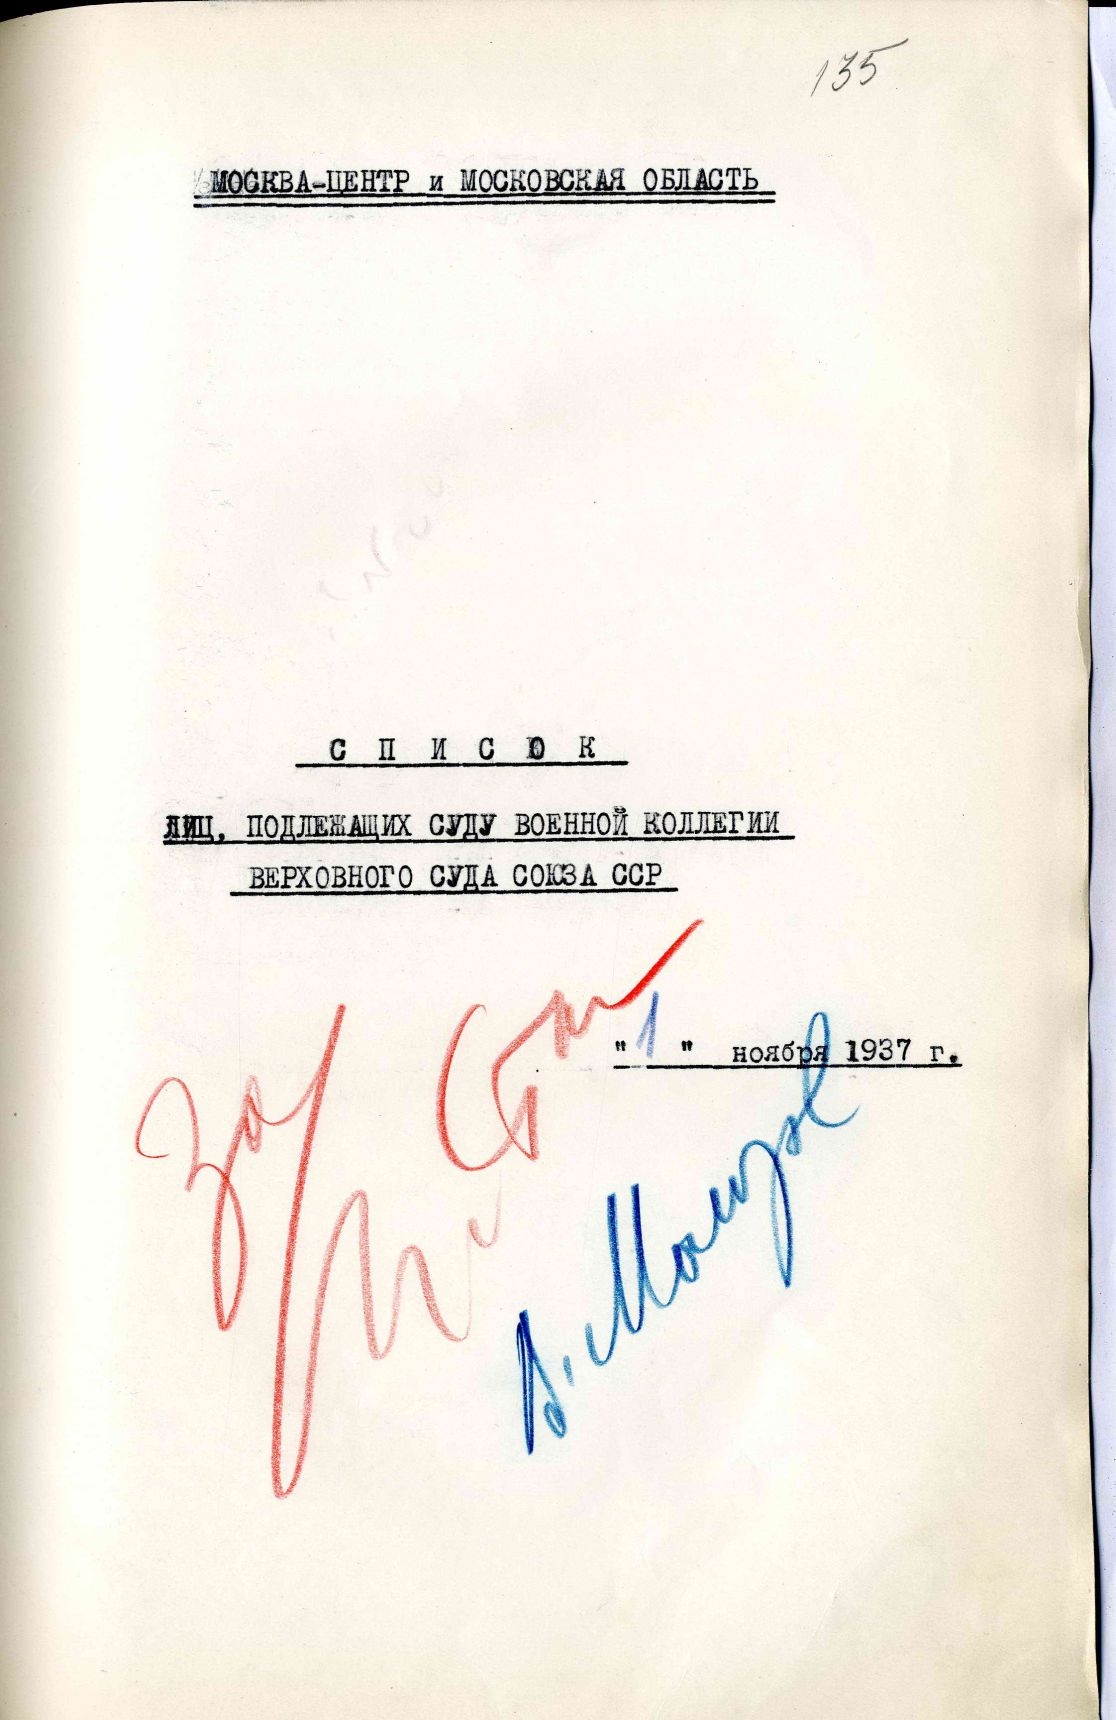 135
МОСКВА-ЦЕНТР и МОСКОВСКАЯ ОБЛАСТЬ
С П И С О К
ЛИЦ, ПОДЛЕЖАЩИХ СУДУ ВОЕННОЙ КОЛЛЕГИИ
ВЕРХОВНОГО СУДА СОЮЗА ССР
"1" ноября 1937 г.
За
И Ст
В. Молотов